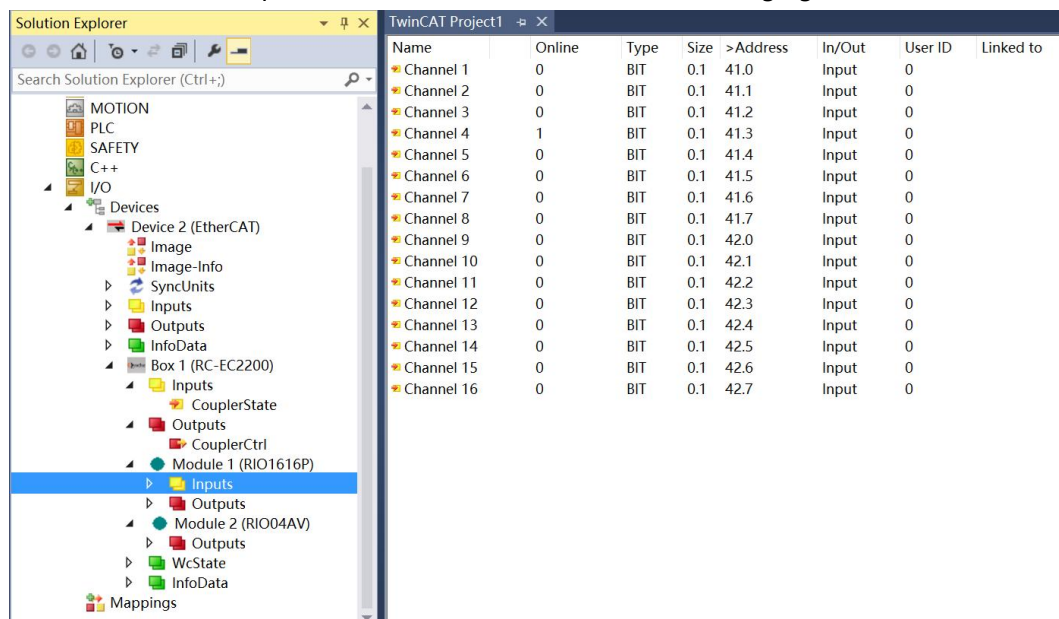 Solution Explorer
Search Solution Explorer (Ctrl+;)
MOTION
PLC
SAFETY
C++
I/O
Devices
Device 2 (EtherCAT)
Image
Image-Info
SyncUnits
Inputs
Outputs
InfoData
Box 1 (RC-EC2200)
Inputs
CouplerState
Outputs
CouplerCtrl
Module 1 (RIO1616P)
Inputs
Outputs
Module 2 (RIO04AV)
Outputs
WcState
InfoData
Mappings
TwinCAT Project1
Name Online Type Size >Address In/Out User ID Linked to
Channel 1 0 BIT 0.1 41.0 Input 0
Channel 2 0 BIT 0.1 41.1 Input 0
Channel 3 0 BIT 0.1 41.2 Input 0
Channel 4 1 BIT 0.1 41.3 Input 0
Channel 5 0 BIT 0.1 41.4 Input 0
Channel 6 0 BIT 0.1 41.5 Input 0
Channel 7 0 BIT 0.1 41.6 Input 0
Channel 8 0 BIT 0.1 41.7 Input 0
Channel 9 0 BIT 0.1 42.0 Input 0
Channel 10 0 BIT 0.1 42.1 Input 0
Channel 11 0 BIT 0.1 42.2 Input 0
Channel 12 0 BIT 0.1 42.3 Input 0
Channel 13 0 BIT 0.1 42.4 Input 0
Channel 14 0 BIT 0.1 42.5 Input 0
Channel 15 0 BIT 0.1 42.6 Input 0
Channel 16 0 BIT 0.1 42.7 Input 0